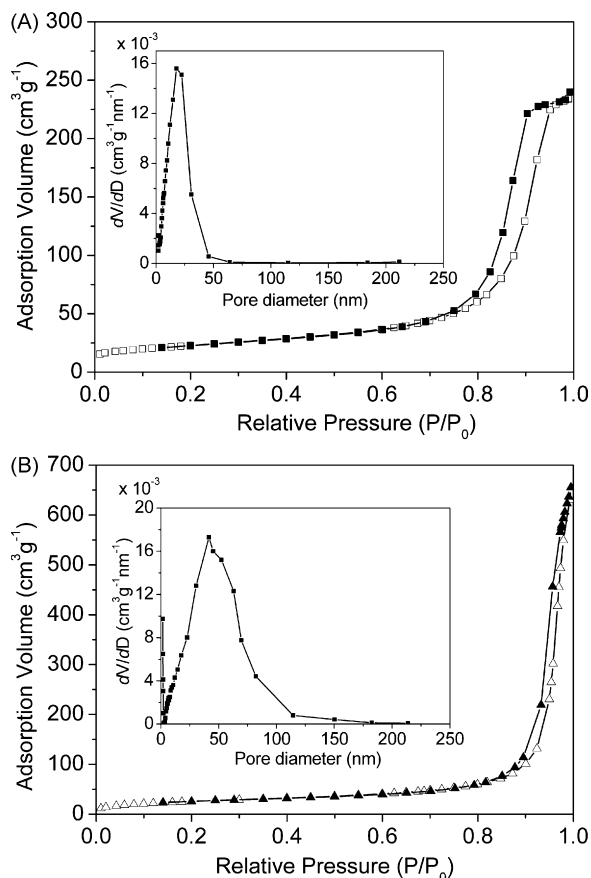 (A)
300
250
200
150
100
50
0
Adsorption Volume (cm³g⁻¹)
0.0 0.2 0.4 0.6 0.8 1.0
Relative Pressure (P/P₀)
x 10⁻³
16
12
8
4
0
dV/dD (cm³g⁻¹nm⁻¹)
0 50 100 150 200 250
Pore diameter (nm)
(B)
700
600
500
400
300
200
100
0
Adsorption Volume (cm³g⁻¹)
0.0 0.2 0.4 0.6 0.8 1.0
Relative Pressure (P/P₀)
x 10⁻³
20
16
12
8
4
0
dV/dD (cm³g⁻¹nm⁻¹)
0 50 100 150 200 250
Pore diameter (nm)